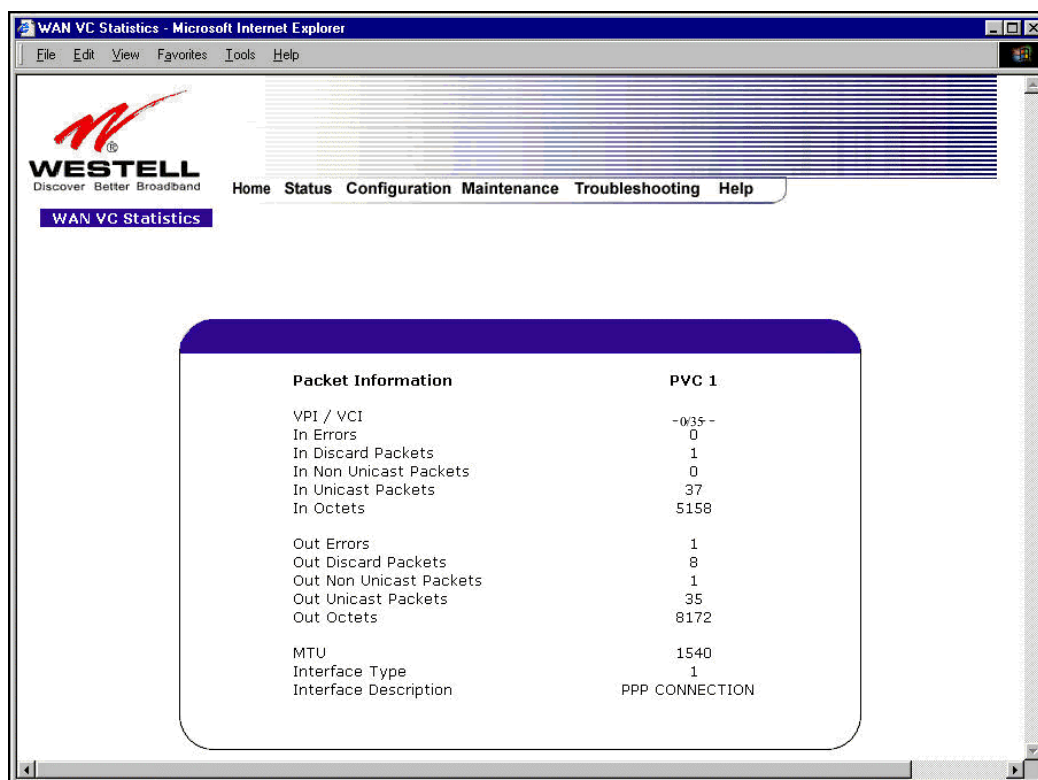 WAN VC Statistics - Microsoft Internet Explorer
File Edit View Favorites Tools Help
®
WESTELL
Discover Better Broadband
Home Status Configuration Maintenance Troubleshooting Help
WAN VC Statistics
Packet Information PVC 1
VPI / VCI -0/35--
In Errors 0
In Discard Packets 1
In Non Unicast Packets 0
In Unicast Packets 37
In Octets 5158
Out Errors 1
Out Discard Packets 8
Out Non Unicast Packets 1
Out Unicast Packets 35
Out Octets 8172
MTU 1540
Interface Type 1
Interface Description PPP CONNECTION